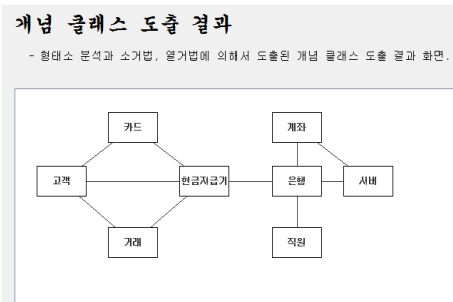 개념 클래스 도출 결과
- 형태소 분석과 소거법, 열거법에 의해서 도출된 개념 클래스 도출 결과 화면.
카드
계좌
고객
현금자급기
은행
서버
거래
직원